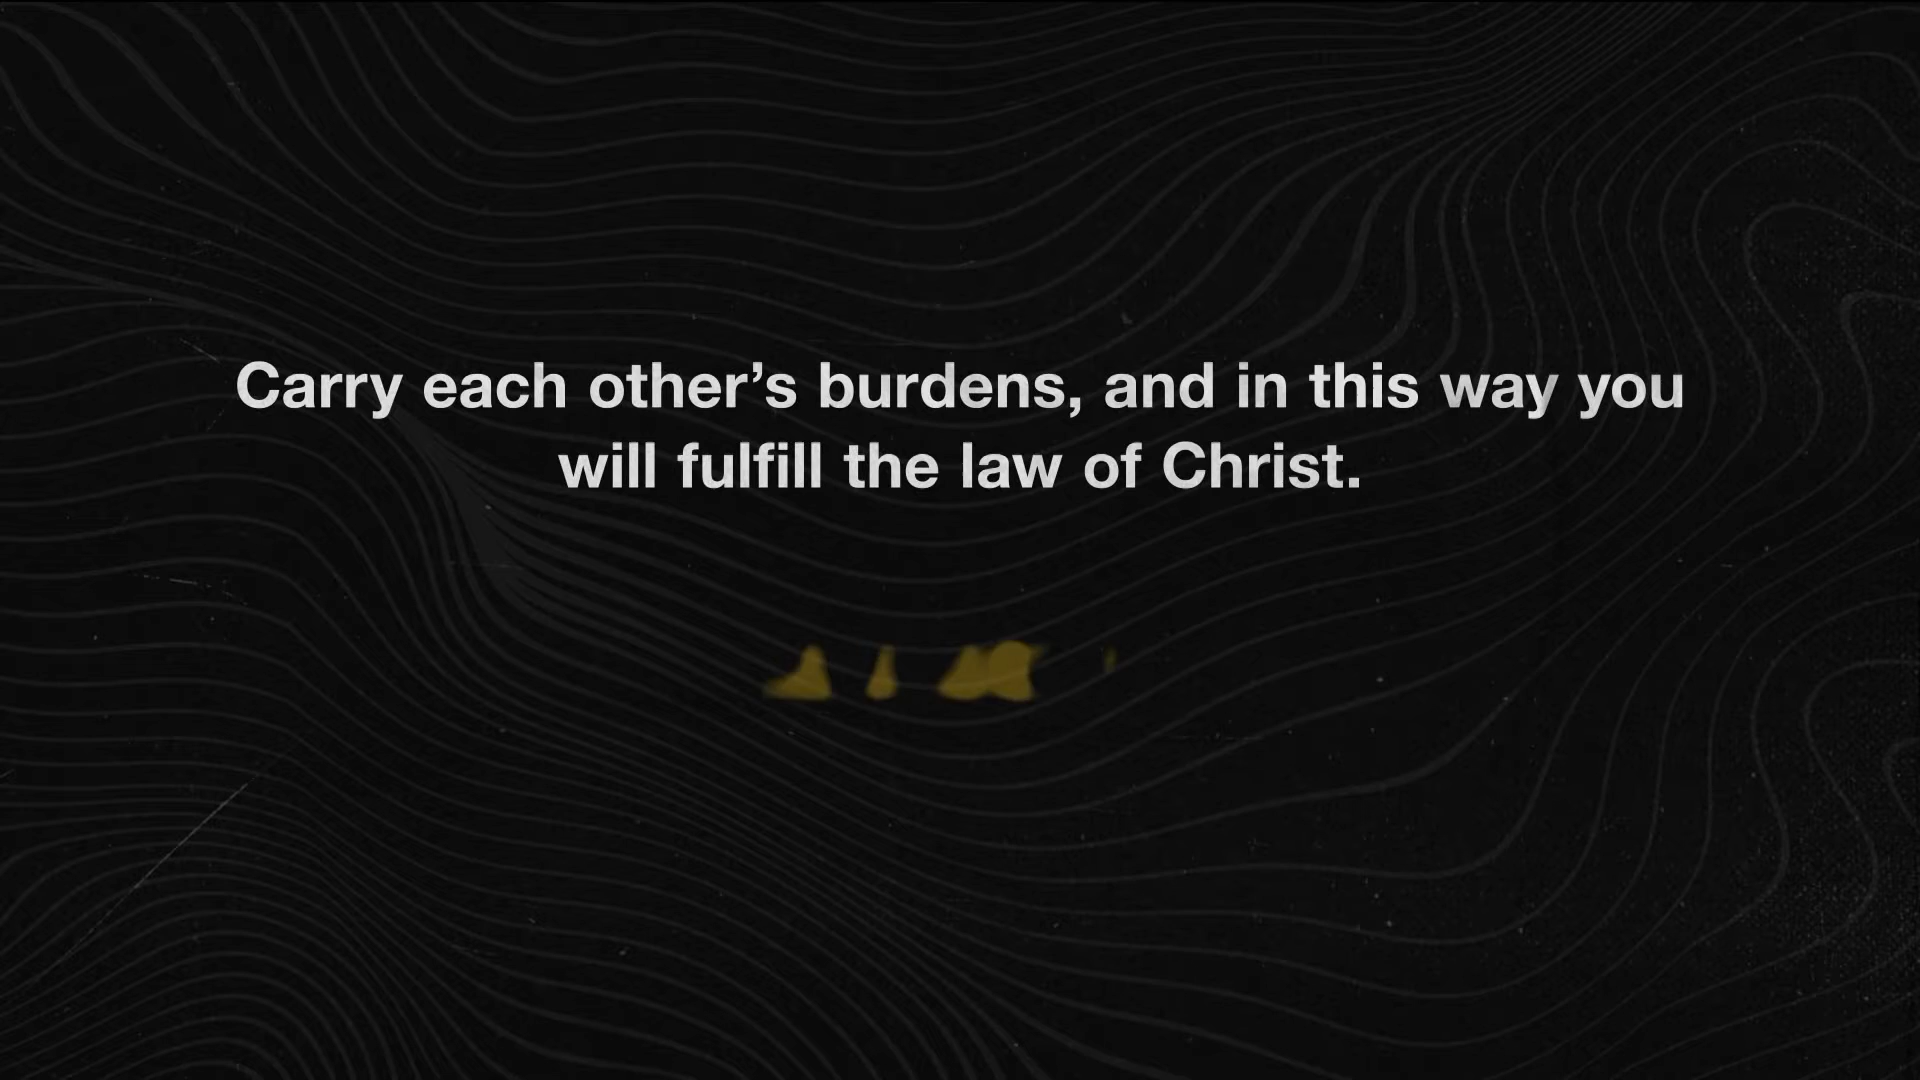 Carry each other’s burdens, and in this way you
will fulfill the law of Christ.